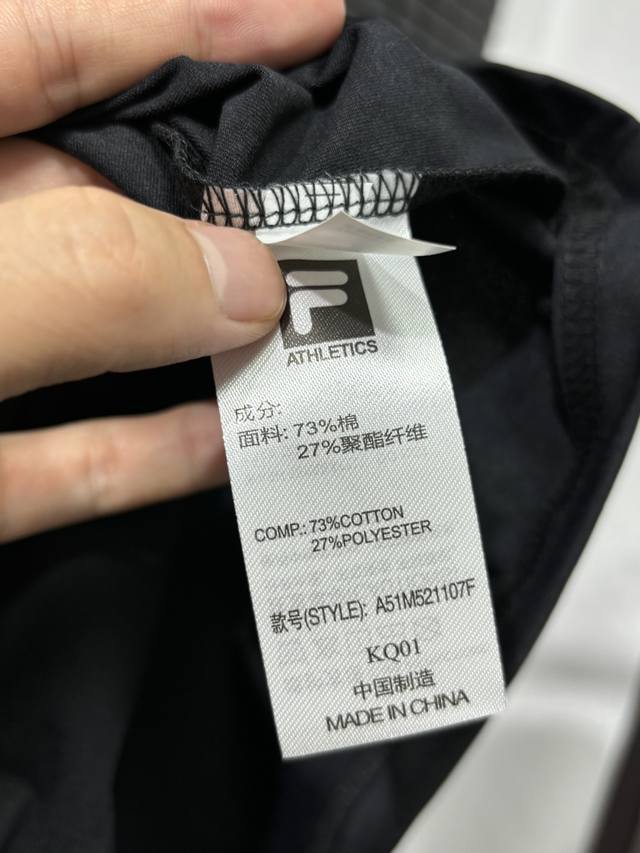 F
ATHLETICS
成分:
面料: 73%棉
27%聚酯纤维
COMP.: 73%COTTON
27%POLYESTER
款号(STYLE): A51M521107F
KQ01
中国制造
MADE IN CHINA